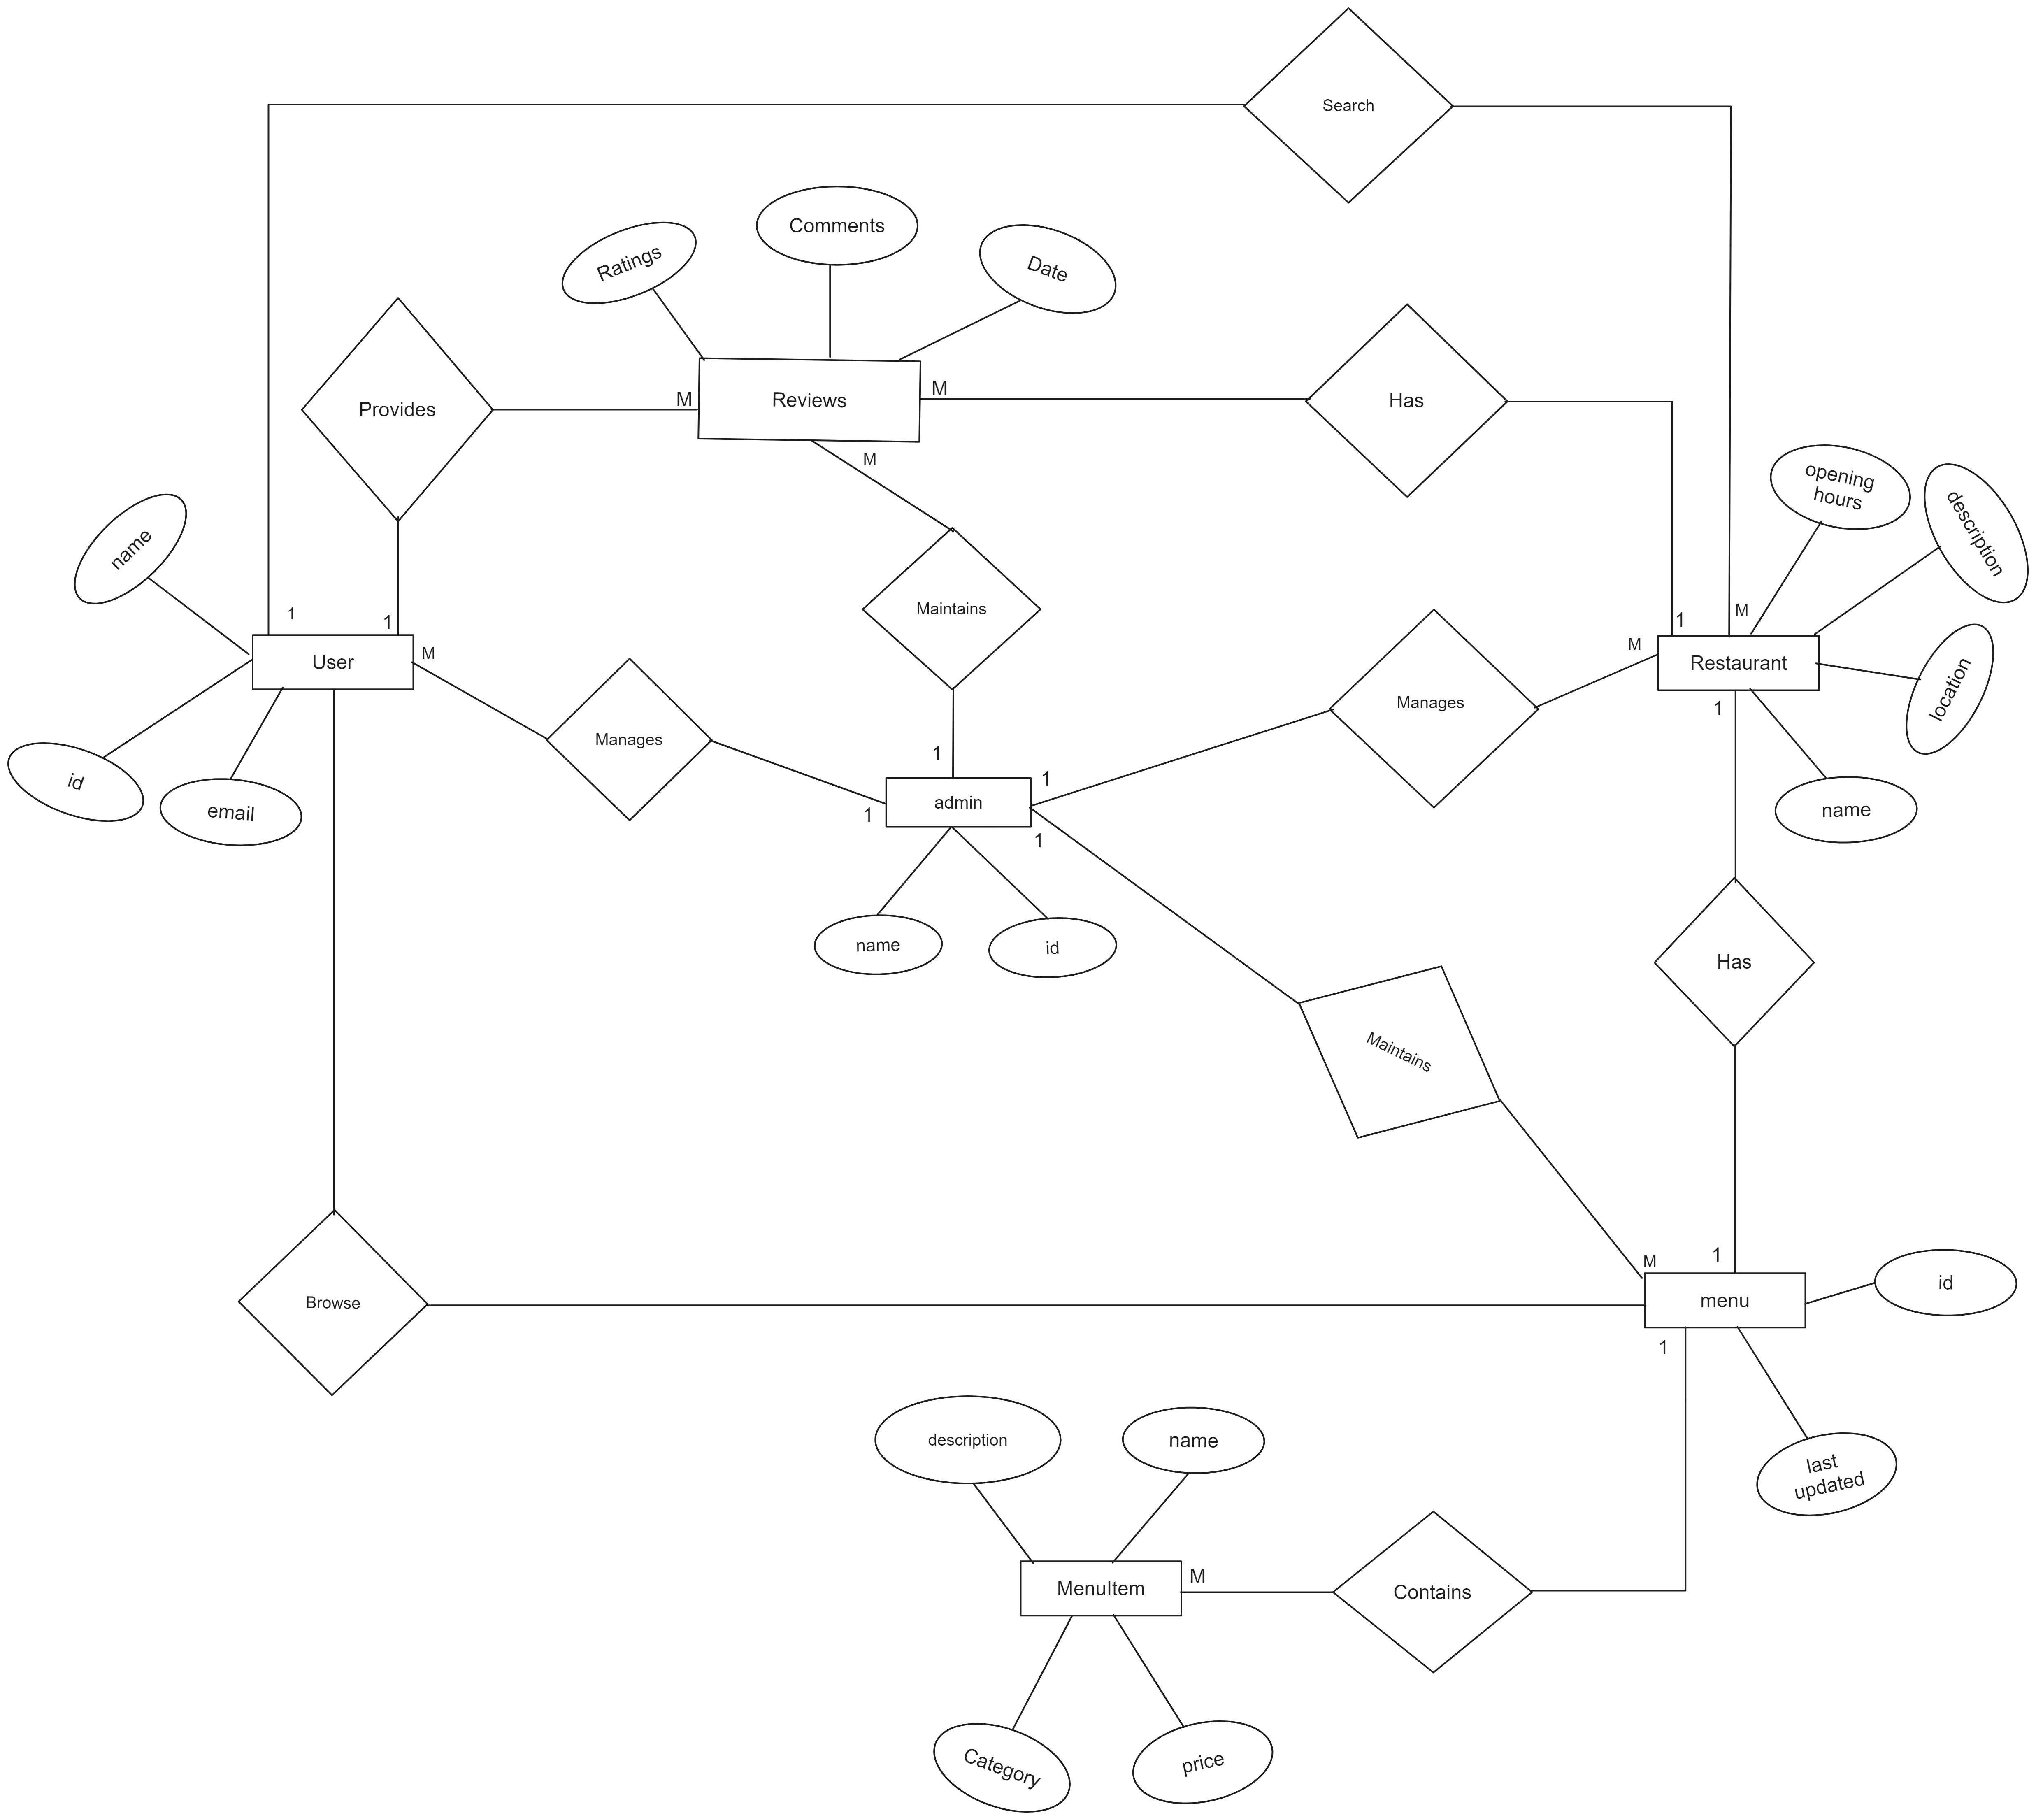 Search
Comments
Ratings
Date
Provides
M
Reviews
M
Has
M
opening
hours
description
name
1
1
Maintains
1
M
User
M
Manages
M
Restaurant
location
Manages
1
1
id
email
1
1
admin
1
name
name
id
Has
Maintains
Browse
M
1
menu
id
1
description
name
last
updated
MenuItem
M
Contains
Category
price